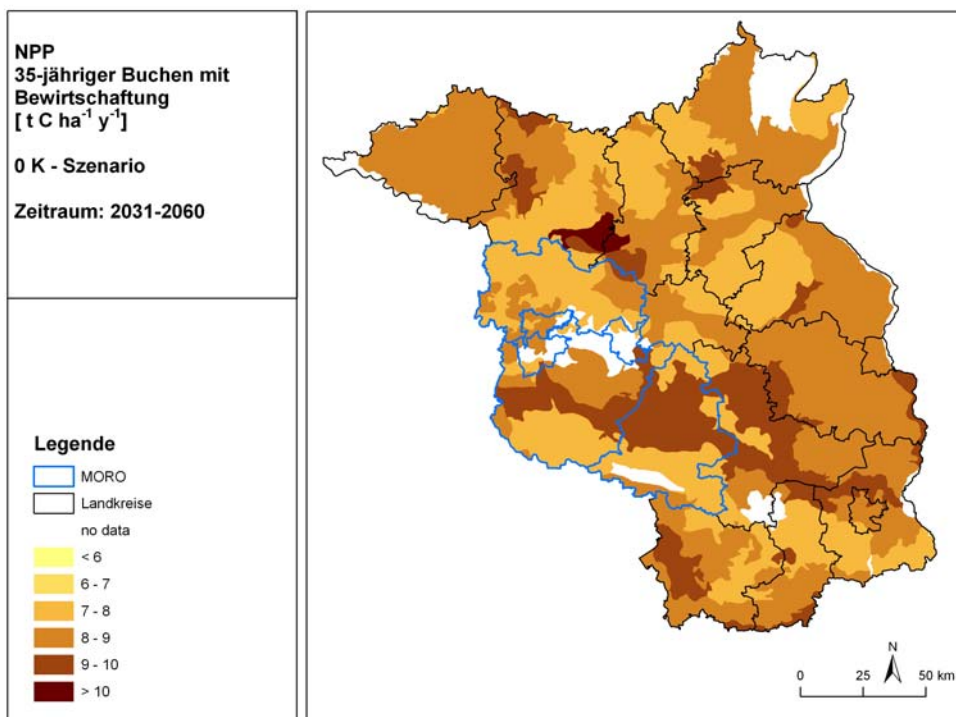 NPP
35-jähriger Buchen mit
Bewirtschaftung
[ t C ha⁻¹ y⁻¹]
0 K - Szenario
Zeitraum: 2031-2060
Legende
MORO
Landkreise
no data
< 6
6 - 7
7 - 8
8 - 9
9 - 10
> 10
N
0 25 50 km